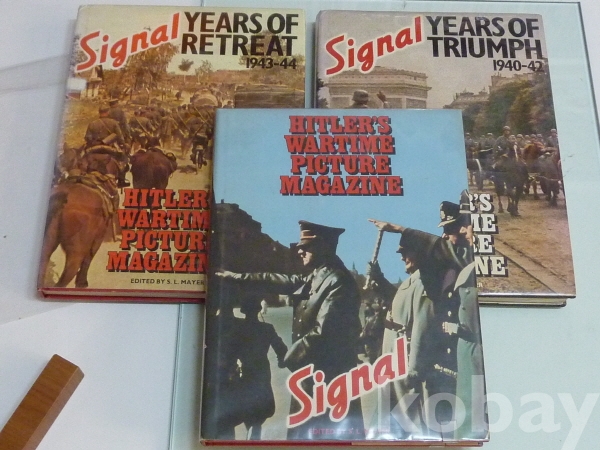 Signal
YEARS OF
RETREAT
1943-44
HITLER'S
WARTIME
PICTURE
MAGAZINE
EDITED BY S. L. MAYER
Signal
YEARS OF
TRIUMPH
1940-42
HITLER'S
WARTIME
PICTURE
MAGAZINE
Signal
kobay